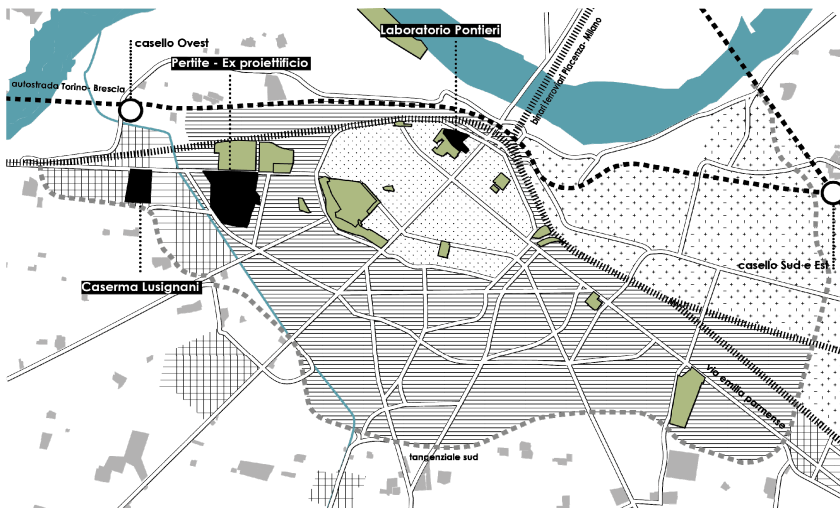 Laboratorio Pontieri
casello Ovest
Pertite - Ex proiettificio
autostrada Torino- Brescia
binari ferroviari Piacenza- Milano
casello Sud e Est
Caserma Lusignani
via emilia parmense
tangenziale sud